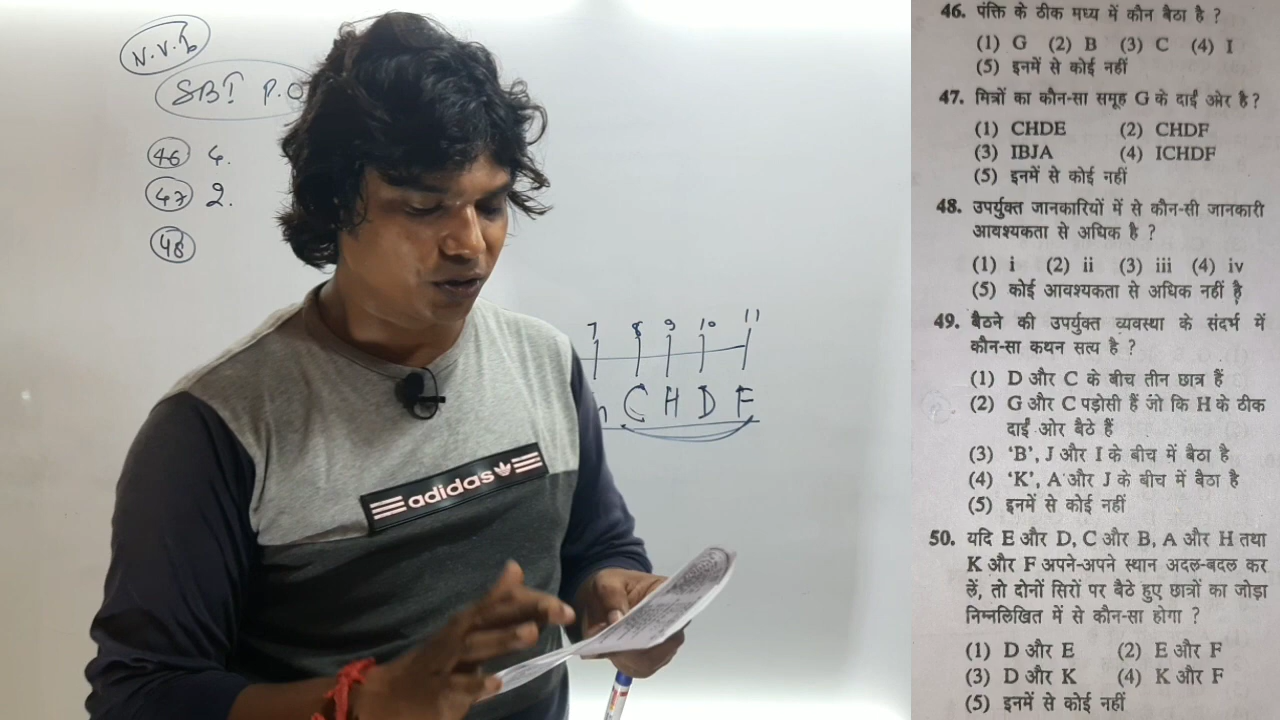 N.V.
SBI P.O
46 4.
47 2.
48
7 8 9 10 11
C H D F
adidas
46. पंक्ति के ठीक मध्य में कौन बैठा है ?
(1) G (2) B (3) C (4) I
(5) इनमें से कोई नहीं
47. मित्रों का कौन-सा समूह G के दाईं ओर है ?
(1) CHDE (2) CHDF
(3) IBJA (4) ICHDF
(5) इनमें से कोई नहीं
48. उपर्युक्त जानकारियों में से कौन-सी जानकारी
आवश्यकता से अधिक है ?
(1) i (2) ii (3) iii (4) iv
(5) कोई आवश्यकता से अधिक नहीं है
49. बैठने की उपर्युक्त व्यवस्था के संदर्भ में
कौन-सा कथन सत्य है ?
(1) D और C के बीच तीन छात्र हैं
(2) G और C पड़ोसी हैं जो कि H के ठीक
दाईं ओर बैठे हैं
(3) ‘B’, J और I के बीच में बैठा है
(4) ‘K’, A और J के बीच में बैठा है
(5) इनमें से कोई नहीं
50. यदि E और D, C और B, A और H तथा
K और F अपने-अपने स्थान अदल-बदल कर
लें, तो दोनों सिरों पर बैठे हुए छात्रों का जोड़ा
निम्नलिखित में से कौन-सा होगा ?
(1) D और E (2) E और F
(3) D और K (4) K और F
(5) इनमें से कोई नहीं